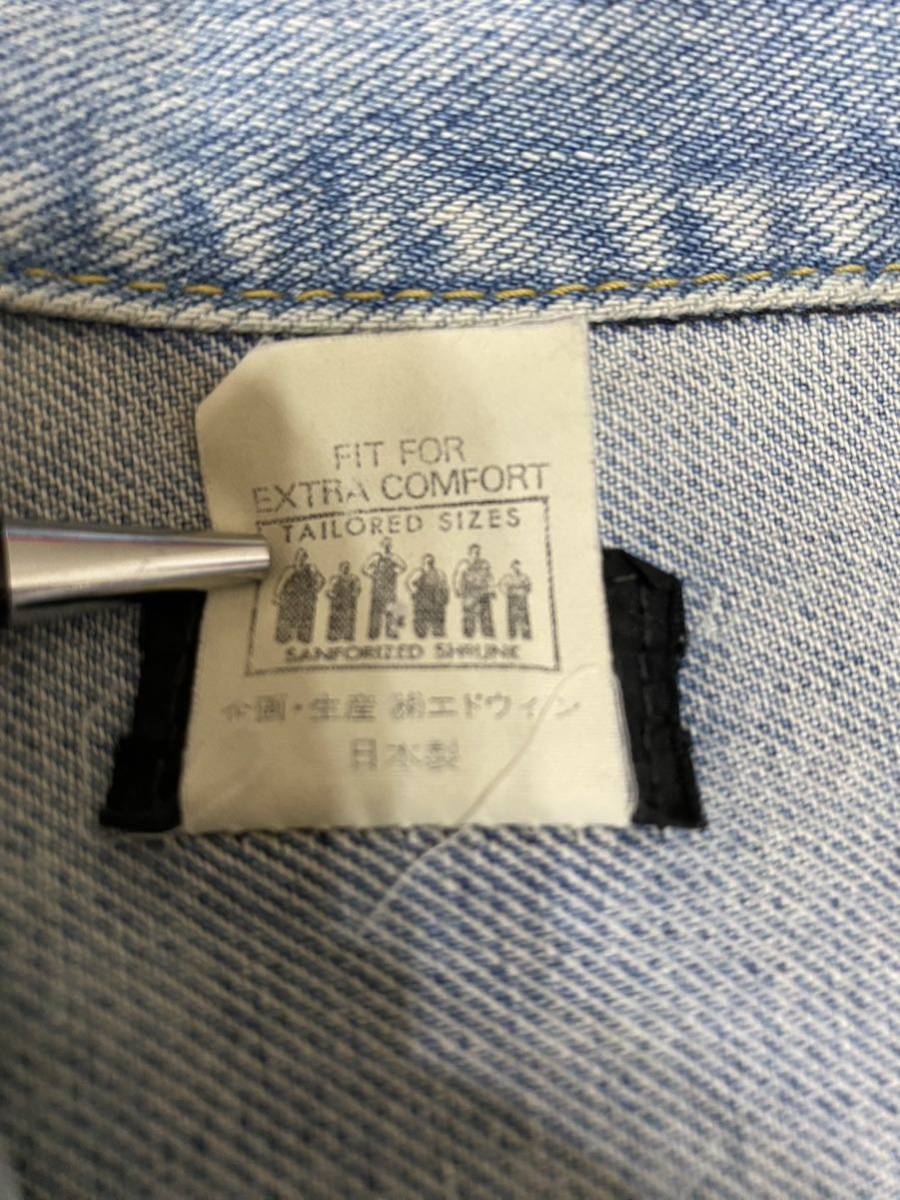 FIT FOR
EXTRA COMFORT
TAILORED SIZES
SANFORIZED SHRUNK
企画・生産 ㈱エドウィン
日本製